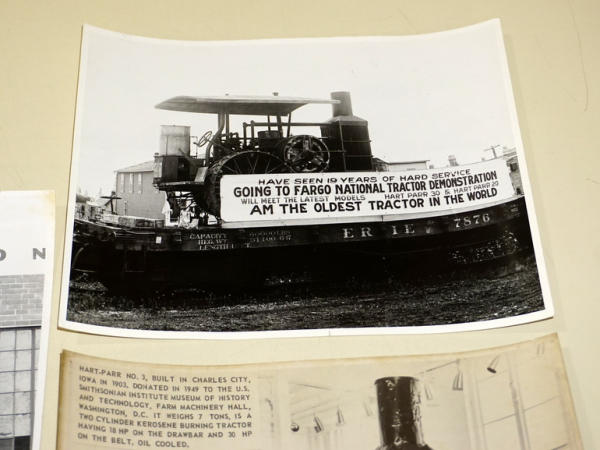 HAVE SEEN 19 YEARS OF HARD SERVICE
GOING TO FARGO NATIONAL TRACTOR DEMONSTRATION
WILL MEET THE LATEST MODELS HART PARR 30 & HART PARR 20
AM THE OLDEST TRACTOR IN THE WORLD
CAPACITY
ERIE 7876
O N
HART-PARR NO. 3, BUILT IN CHARLES CITY,
IOWA IN 1903, DONATED IN 1949 TO THE U.S.
SMITHSONIAN INSTITUTE MUSEUM OF HISTORY
AND TECHNOLOGY, FARM MACHINERY HALL,
WASHINGTON, D.C. IT WEIGHS 7 TONS, IS A
TWO CYLINDER KEROSENE BURNING TRACTOR
HAVING 18 HP ON THE DRAWBAR AND 30 HP
ON THE BELT, OIL COOLED.